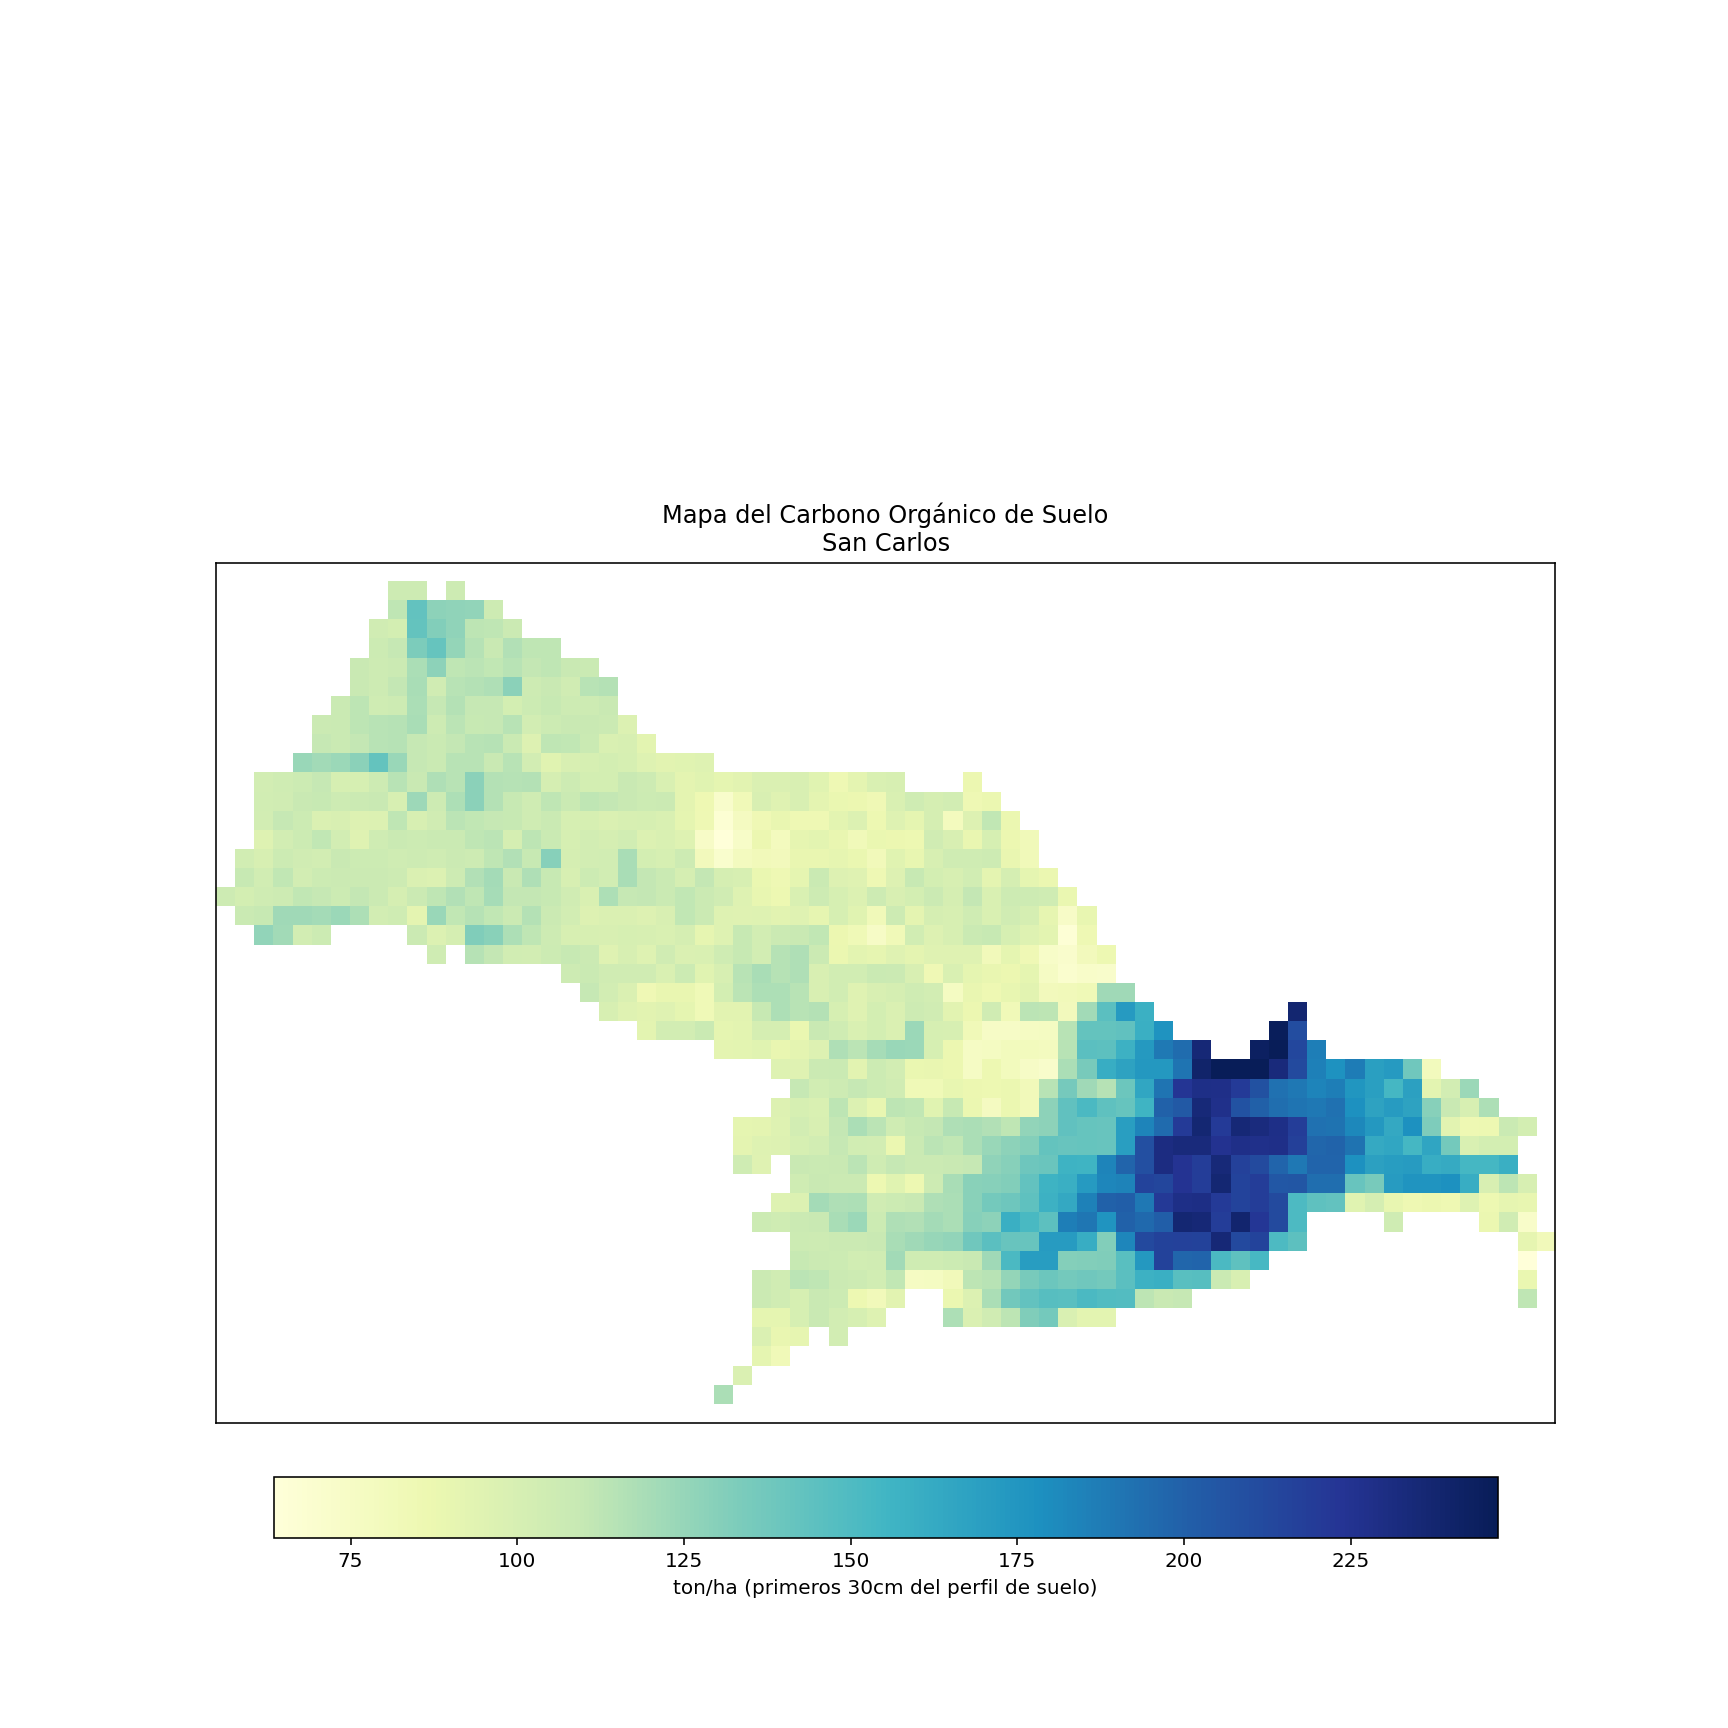 Mapa del Carbono Orgánico de Suelo
San Carlos
75 100 125 150 175 200 225
ton/ha (primeros 30cm del perfil de suelo)